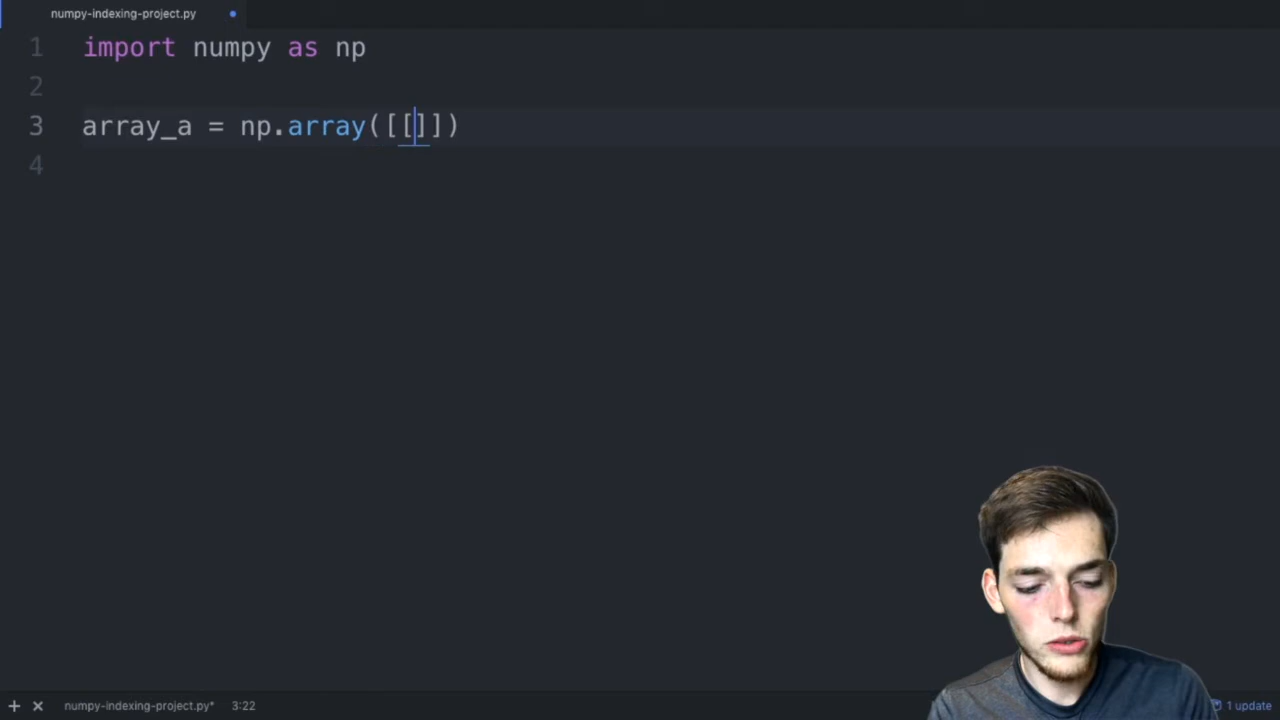 numpy-indexing-project.py
1 import numpy as np
2
3 array_a = np.array([[]])
4
numpy-indexing-project.py* 3:22 1 update